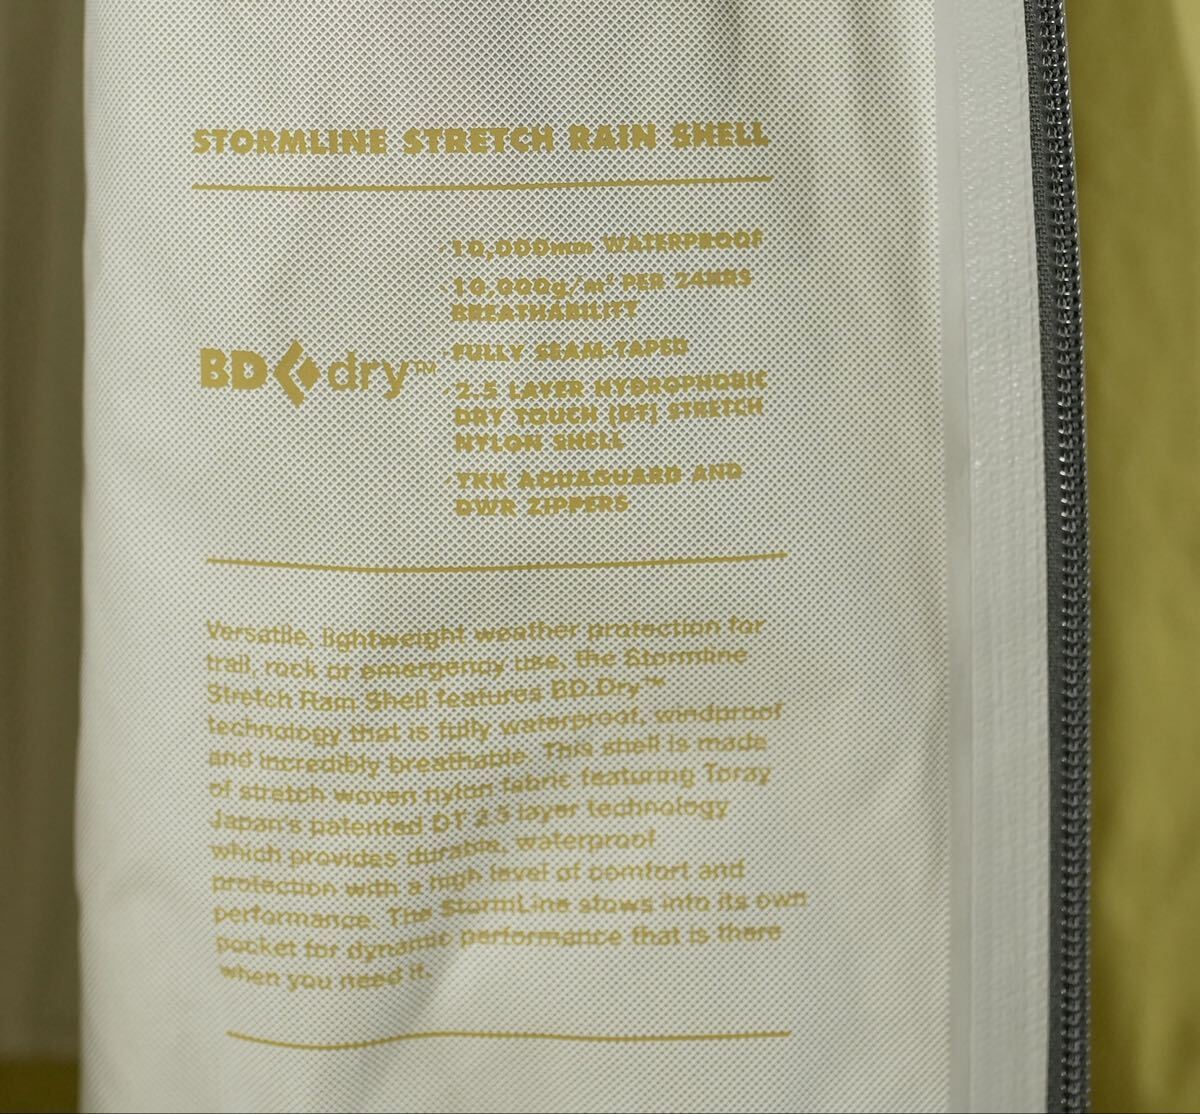 STORMLINE STRETCH RAIN SHELL
BD dry™
· 10,000mm WATERPROOF
· 10,000g/m² PER 24HRS
BREATHABILITY
· FULLY SEAM-TAPED
· 2.5 LAYER HYDROPHOBIC
DRY TOUCH (DT) STRETCH
NYLON SHELL
· YKK AQUAGUARD AND
DWR ZIPPERS
Versatile, lightweight weather protection for
trail, rock or emergency use, the Stormline
Stretch Rain Shell features BD.Dry™
technology that is fully waterproof, windproof
and incredibly breathable. This shell is made
of stretch woven nylon fabric featuring Toray
Japan's patented DT 2.5 layer technology
which provides durable, waterproof
protection with a high level of comfort and
performance. The StormLine stows into its own
pocket for dynamic performance that is there
when you need it.